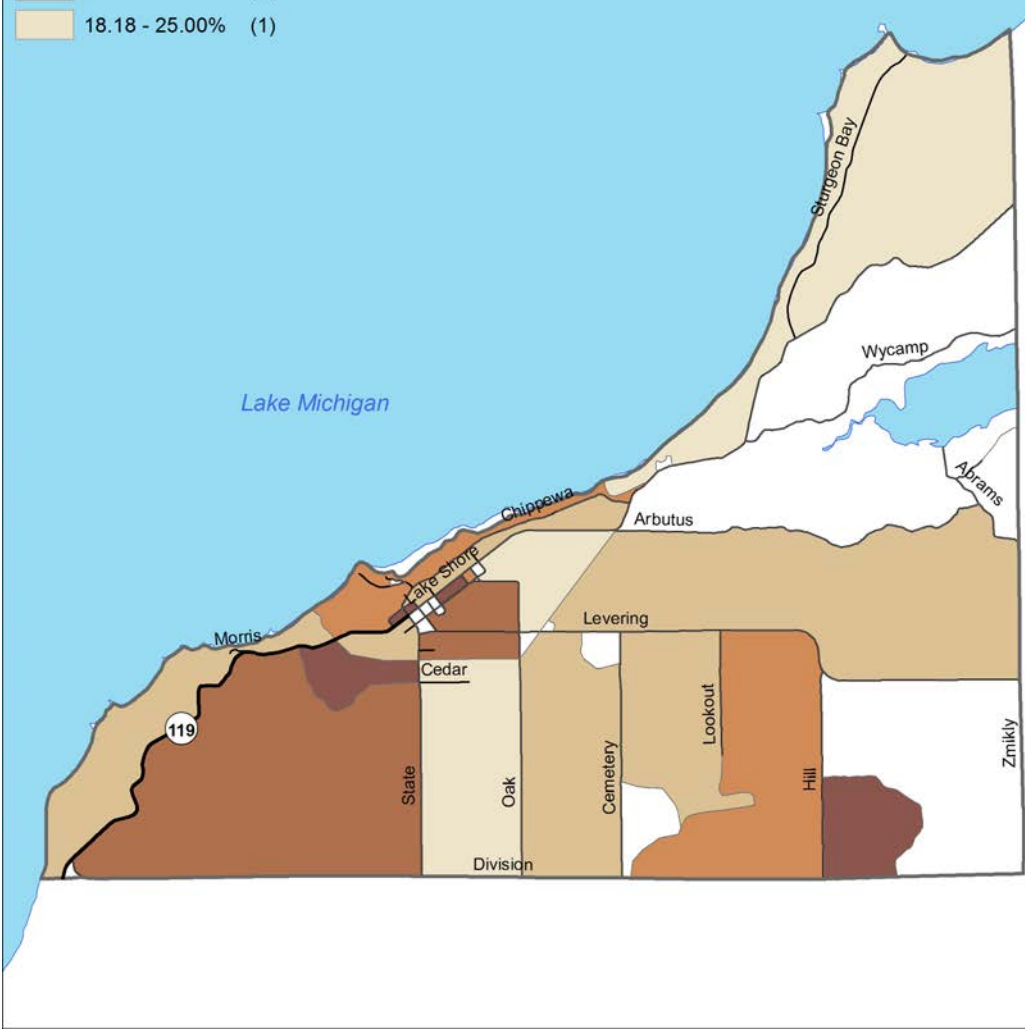 18.18 - 25.00% (1)
Sturgeon Bay
Wycamp
Lake Michigan
Abrams
Chippewa
Arbutus
Lake Shore
Levering
Morris
Cedar
Lookout
119
Zmikly
State
Oak
Cemetery
Hill
Division